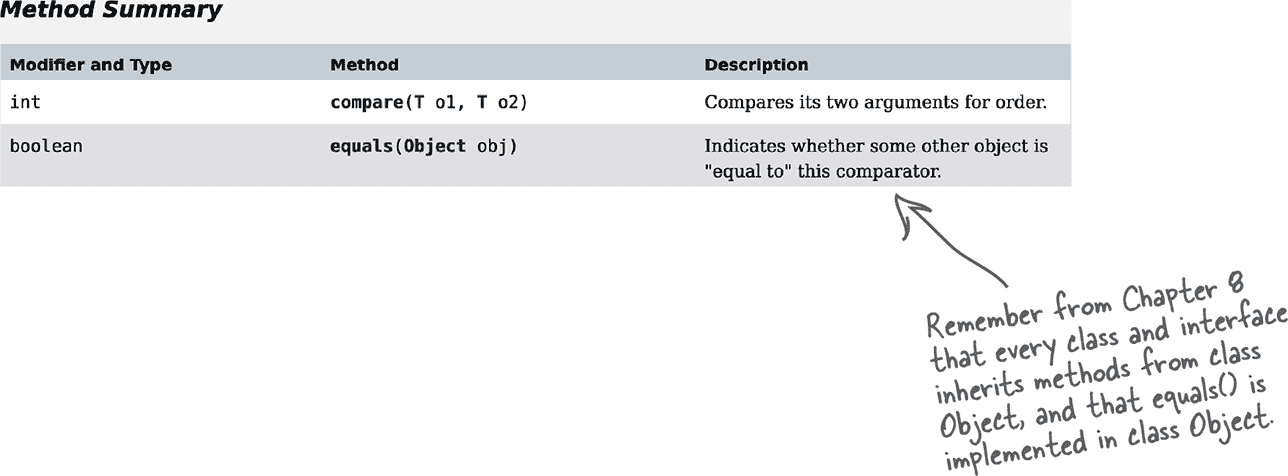 Method Summary
Modifier and Type Method Description
int compare(T o1, T o2) Compares its two arguments for order.
boolean equals(Object obj) Indicates whether some other object is
"equal to" this comparator.
Remember from Chapter 8
that every class and interface
inherits methods from class
Object, and that equals() is
implemented in class Object.